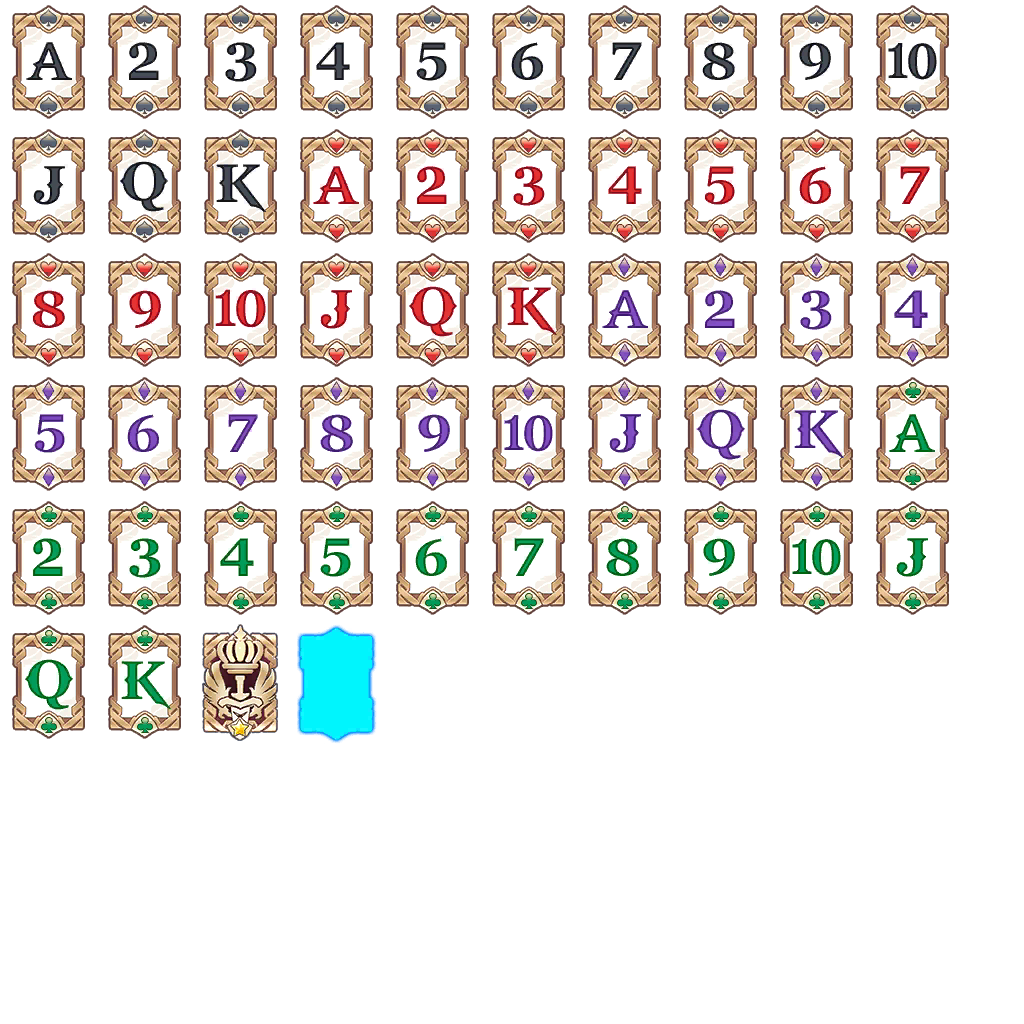 A 2 3 4 5 6 7 8 9 10
J Q K A 2 3 4 5 6 7
8 9 10 J Q K A 2 3 4
5 6 7 8 9 10 J Q K A
2 3 4 5 6 7 8 9 10 J
Q K